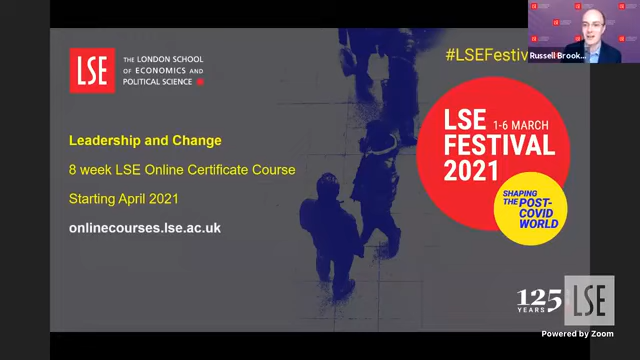 LSE
THE LONDON SCHOOL
OF ECONOMICS AND
POLITICAL SCIENCE
Leadership and Change
8 week LSE Online Certificate Course
Starting April 2021
onlinecourses.lse.ac.uk
#LSEFestiv
LSE 1-6 MARCH
FESTIVAL
2021
SHAPING
THE POST-
COVID
WORLD
125
YEARS
Russell Brook...
LSE
Powered by Zoom